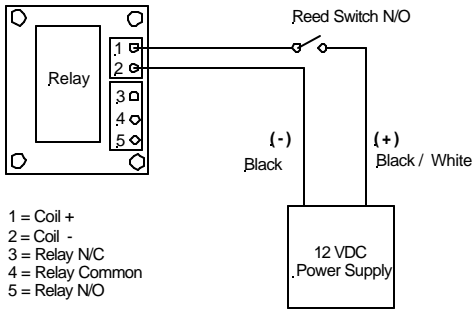 Reed Switch N/O
1
2
Relay
3
4
5
(-)
(+)
Black
Black / White
1 = Coil +
2 = Coil -
3 = Relay N/C
4 = Relay Common
5 = Relay N/O
12 VDC
Power Supply